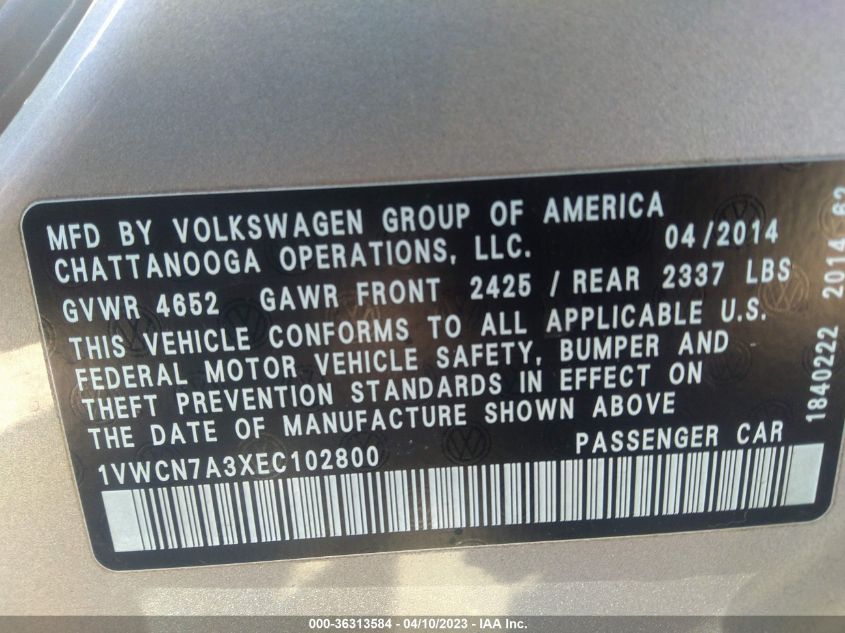 MFD BY VOLKSWAGEN GROUP OF AMERICA
CHATTANOOGA OPERATIONS, LLC. 04/2014
GVWR 4652 GAWR FRONT 2425 / REAR 2337 LBS
THIS VEHICLE CONFORMS TO ALL APPLICABLE U.S.
FEDERAL MOTOR VEHICLE SAFETY, BUMPER AND
THEFT PREVENTION STANDARDS IN EFFECT ON
THE DATE OF MANUFACTURE SHOWN ABOVE
1VWCN7A3XEC102800 PASSENGER CAR
1840222 2014
000-36313584 - 04/10/2023 - IAA Inc.